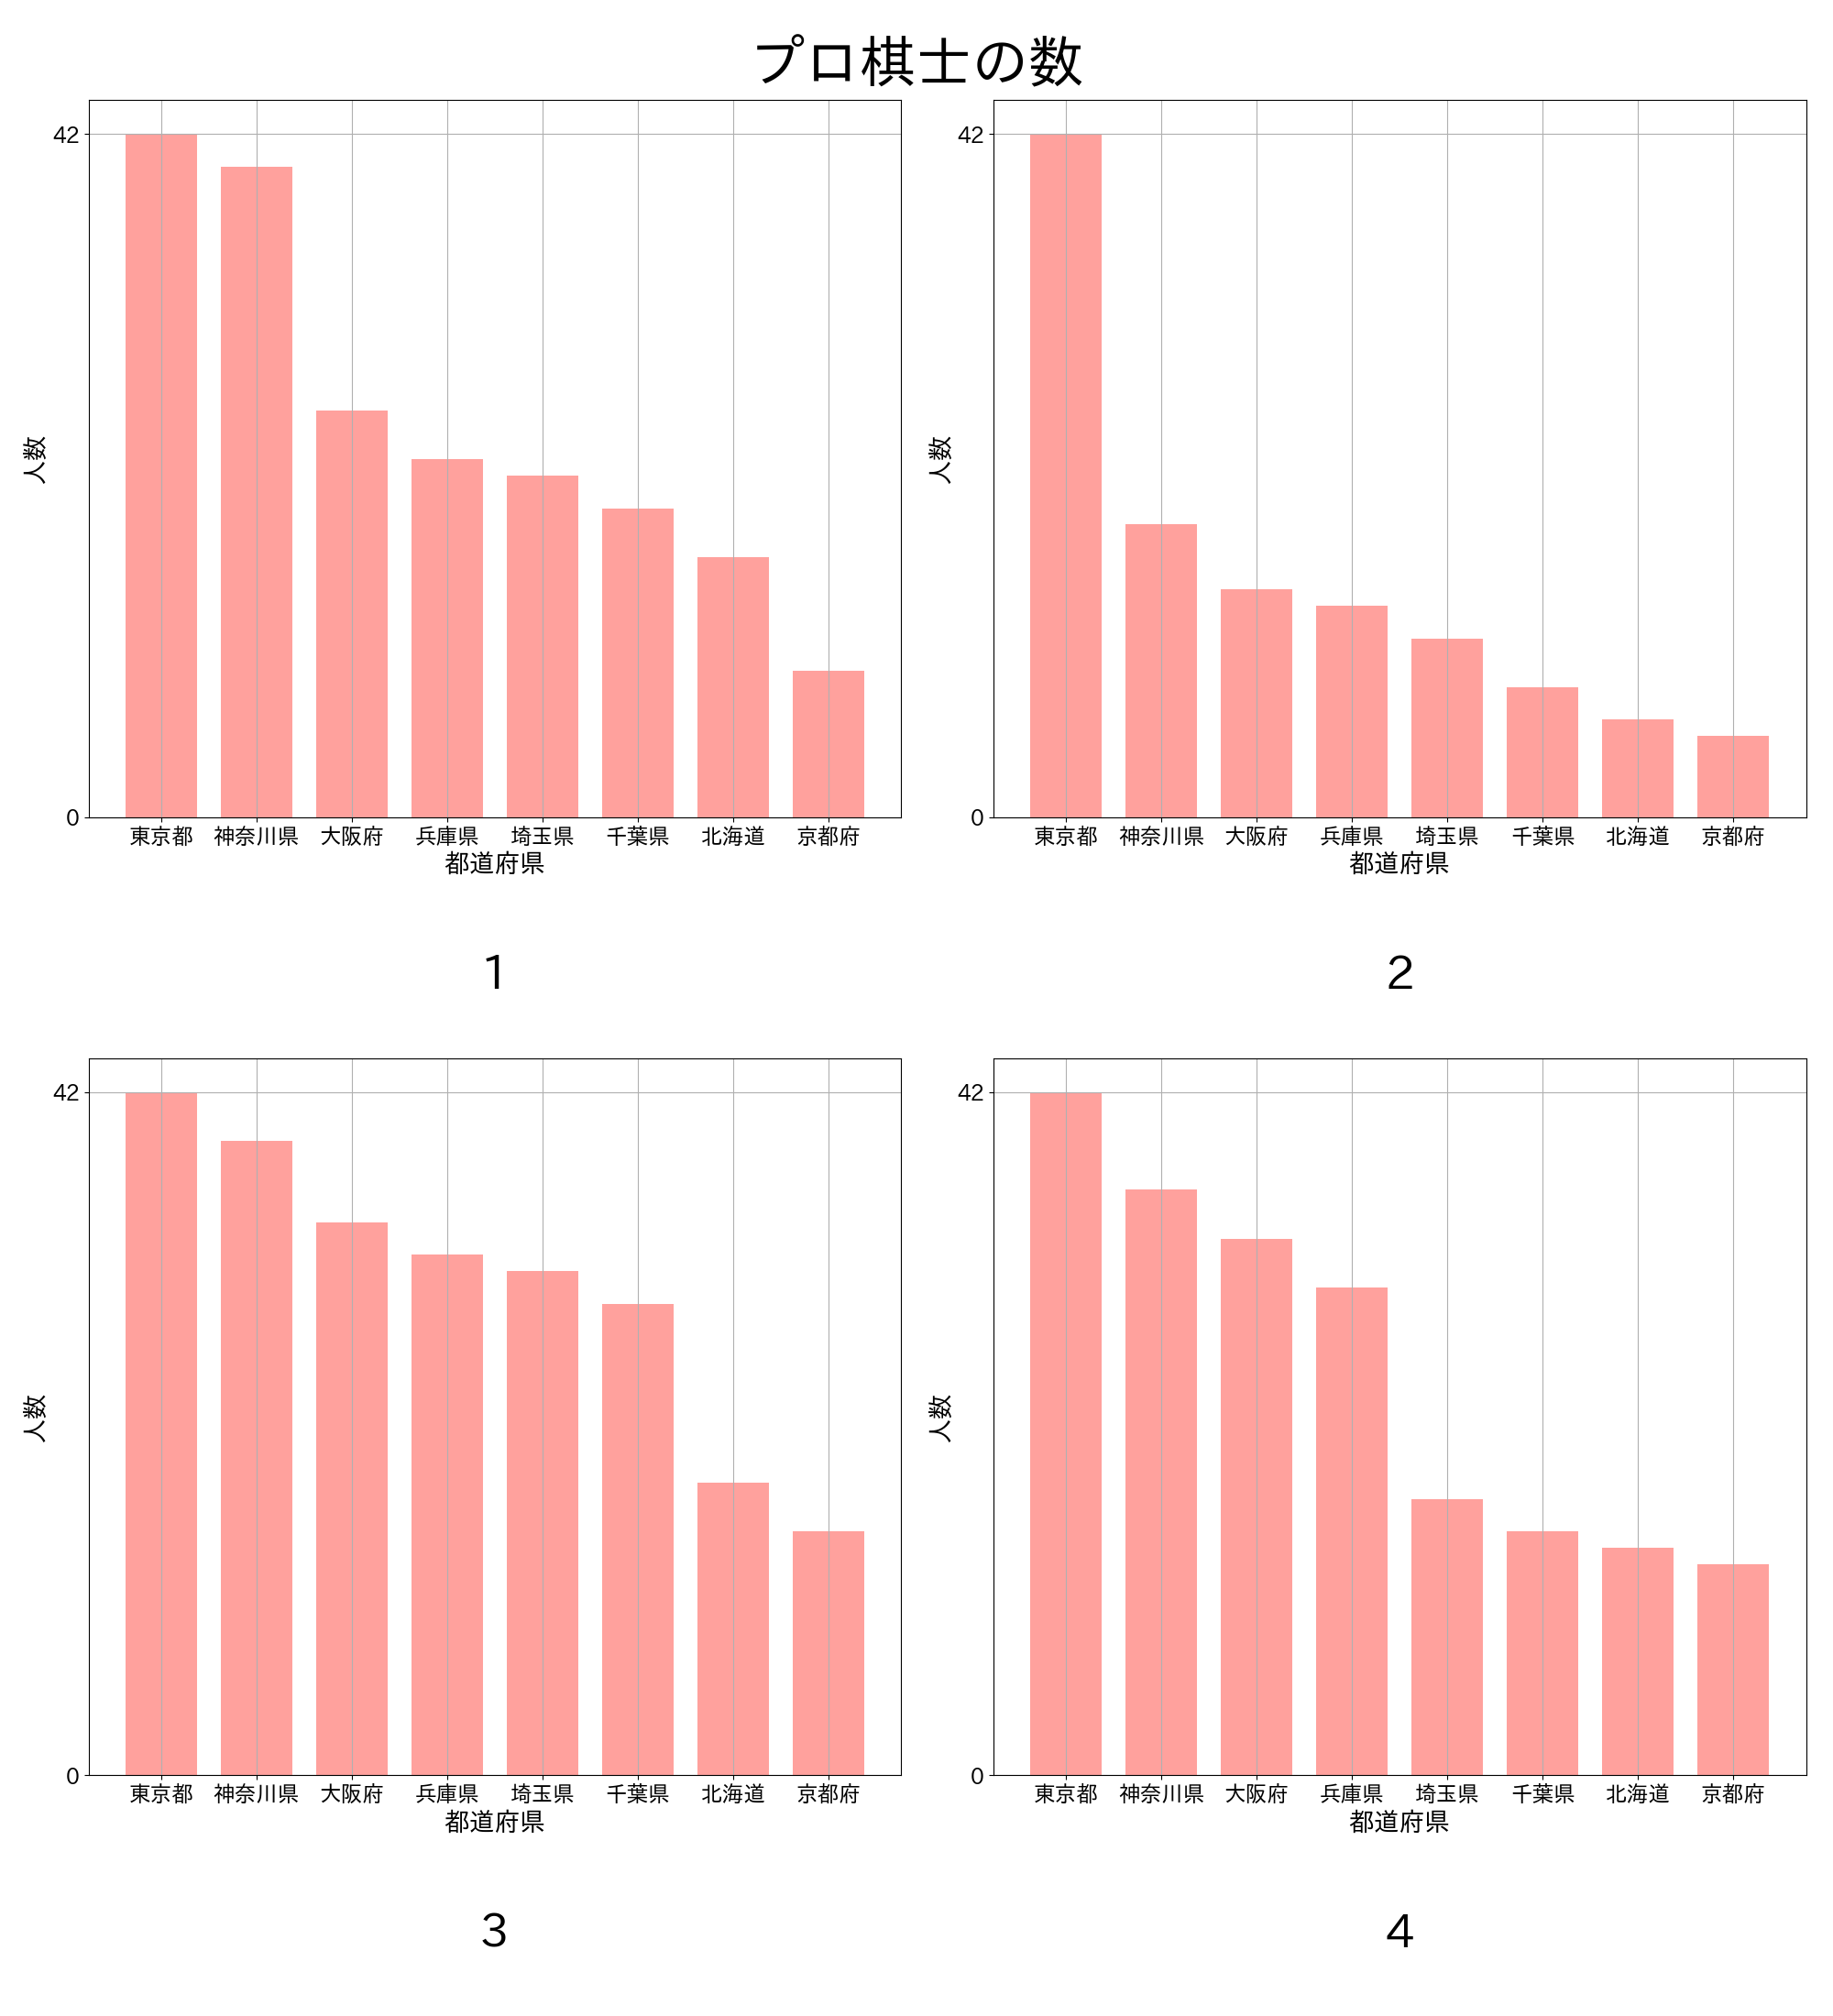 プロ棋士の数
42
0
人数
東京都 神奈川県 大阪府 兵庫県 埼玉県 千葉県 北海道 京都府
都道府県
1
42
0
人数
東京都 神奈川県 大阪府 兵庫県 埼玉県 千葉県 北海道 京都府
都道府県
2
42
0
人数
東京都 神奈川県 大阪府 兵庫県 埼玉県 千葉県 北海道 京都府
都道府県
3
42
0
人数
東京都 神奈川県 大阪府 兵庫県 埼玉県 千葉県 北海道 京都府
都道府県
4